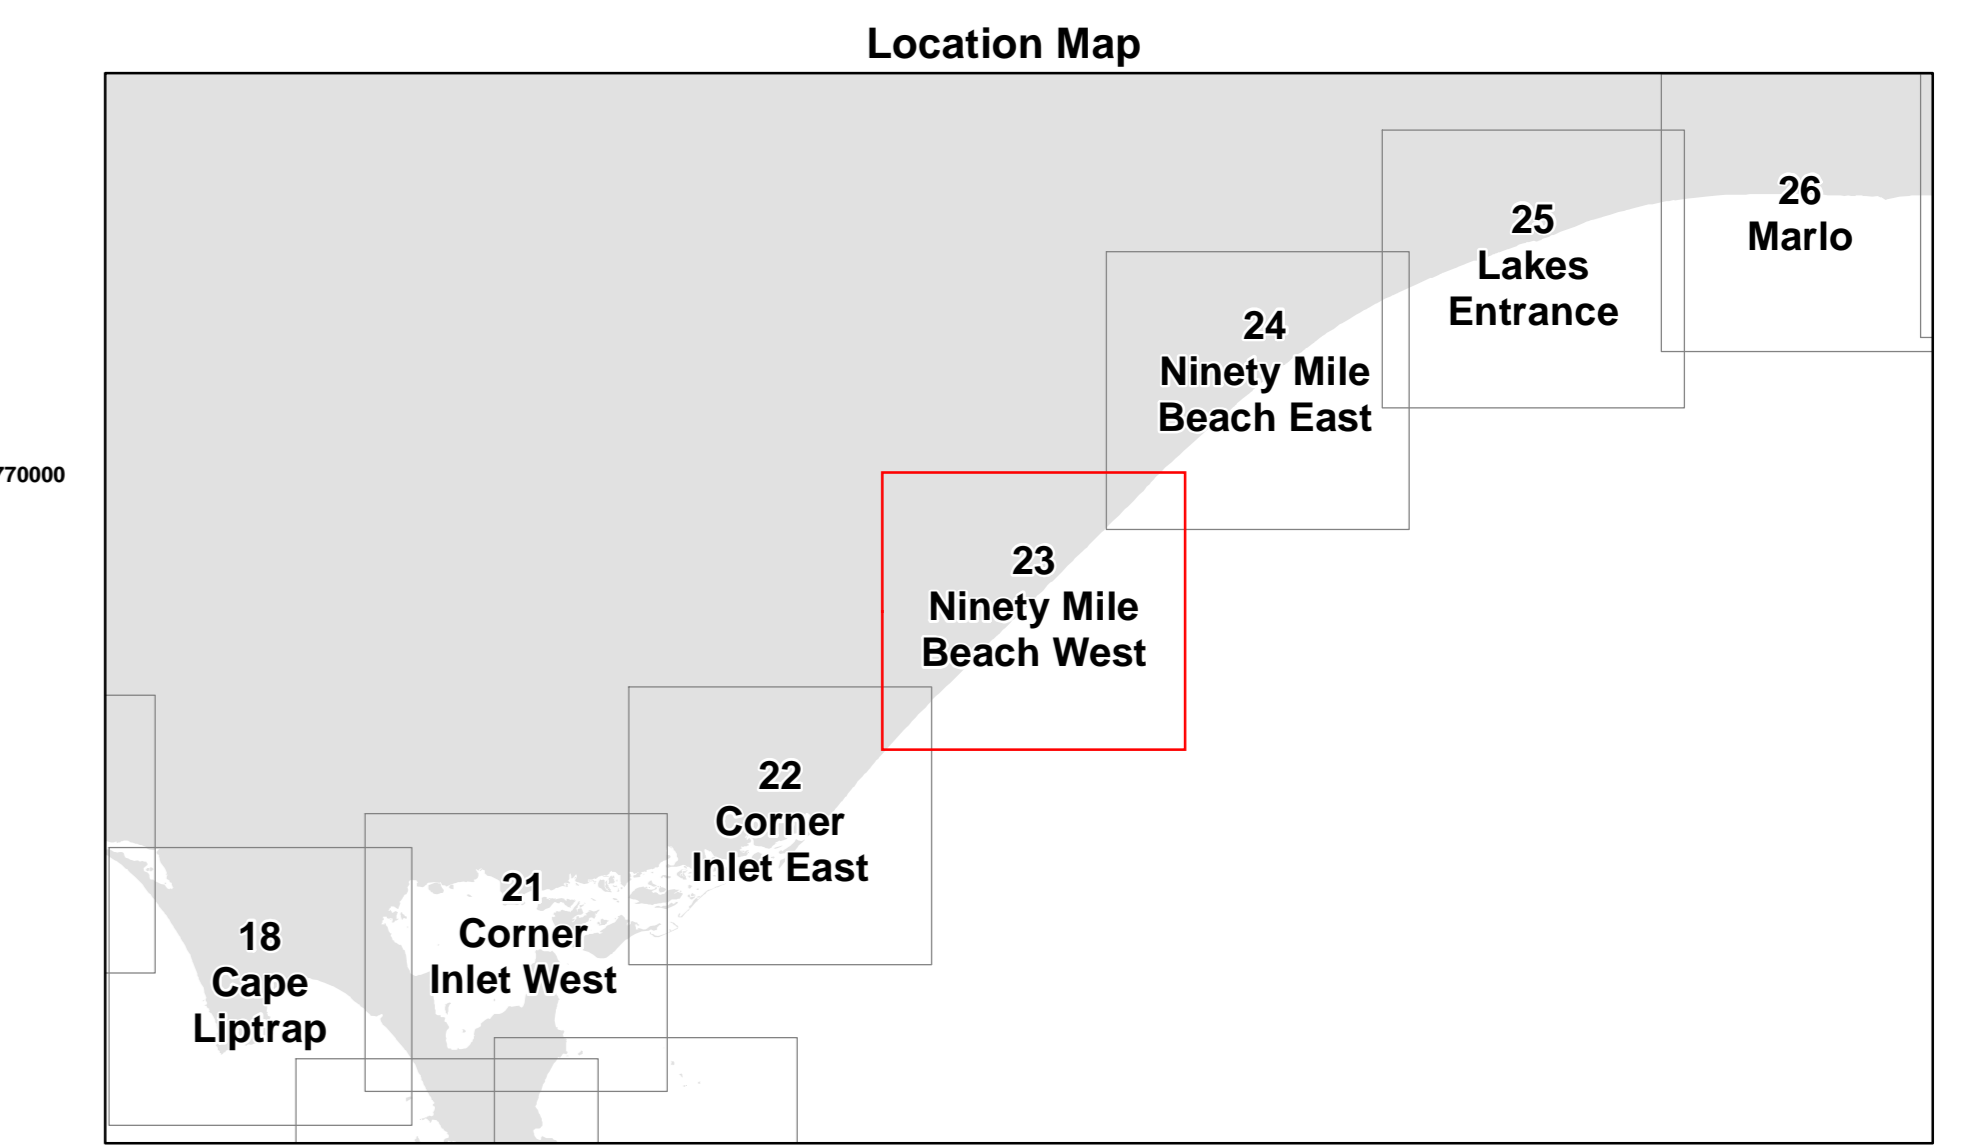 Location Map
26
Marlo
25
Lakes
Entrance
24
Ninety Mile
Beach East
770000
23
Ninety Mile
Beach West
22
Corner
Inlet East
21
Corner
Inlet West
18
Cape
Liptrap